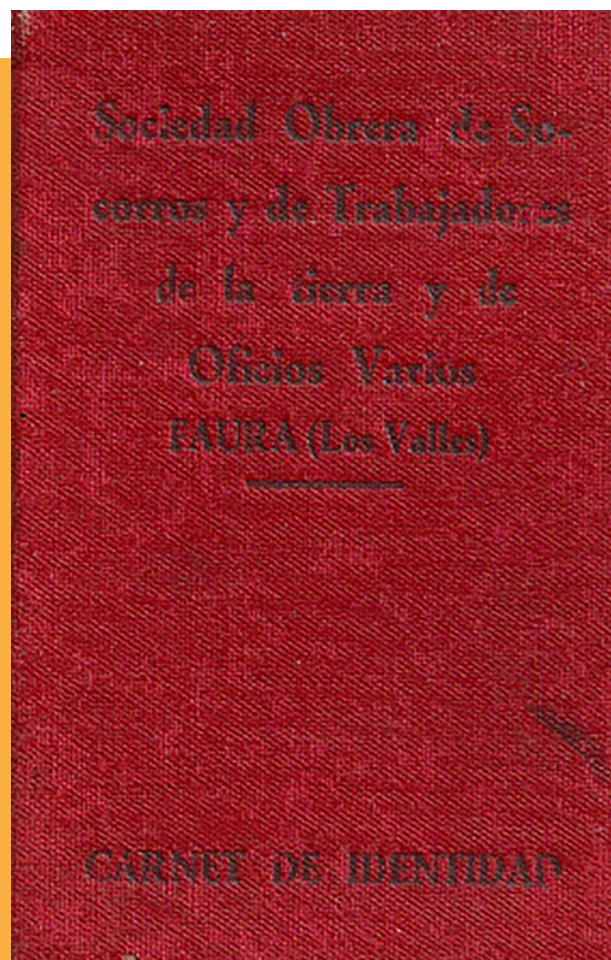 Sociedad Obrera de So-
corros y de Trabajadores
de la tierra y de
Oficios Varios
FAURA (Los Valles)
CARNET DE IDENTIDAD